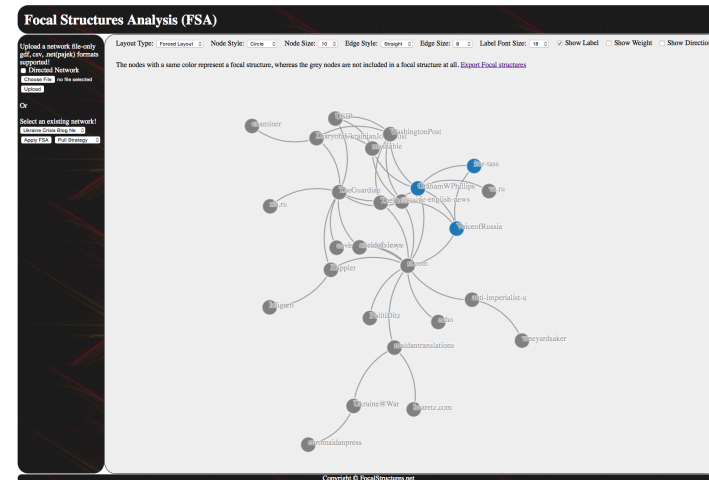 Focal Structures Analysis (FSA)
Upload a network file-only
gdf, csv, .net(pajek) formats
supported!
Directed Network
Choose File no file selected
Upload
Or
Select an existing network!
Ukraine Crisis Blog Ne
Apply FSA Pull Strategy
Layout Type: Forced Layout Node Style: Circle Node Size: 10 Edge Style: Straight Edge Size: 6 Label Font Size: 18 Show Label Show Weight Show Direction
The nodes with a same color represent a focal structure, whereas the grey nodes are not included in a focal structure at all. Export Focal structures
examiner
WashingtonPost
mashable
TheGuardian
GrahamWPhillips
VoiceofRussia
anti-imperialist-u
vineyardsaker
maidantranslations
Ukraine@War
haaretz.com
euromaidanpress
Copyright © FocalStructures.net